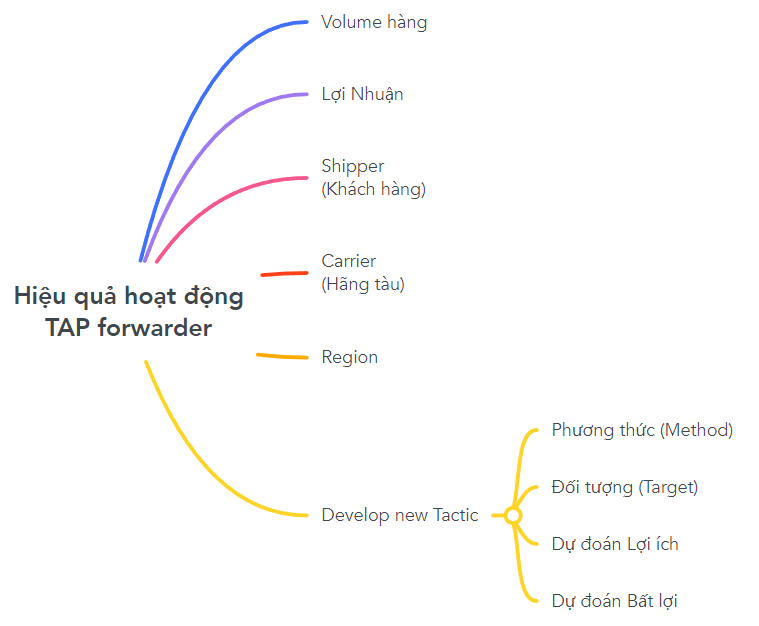 Volume hàng
Lợi Nhuận
Shipper
(Khách hàng)
Carrier
(Hãng tàu)
Hiệu quả hoạt động
TAP forwarder
Region
Develop new Tactic
Phương thức (Method)
Đối tượng (Target)
Dự đoán Lợi ích
Dự đoán Bất lợi